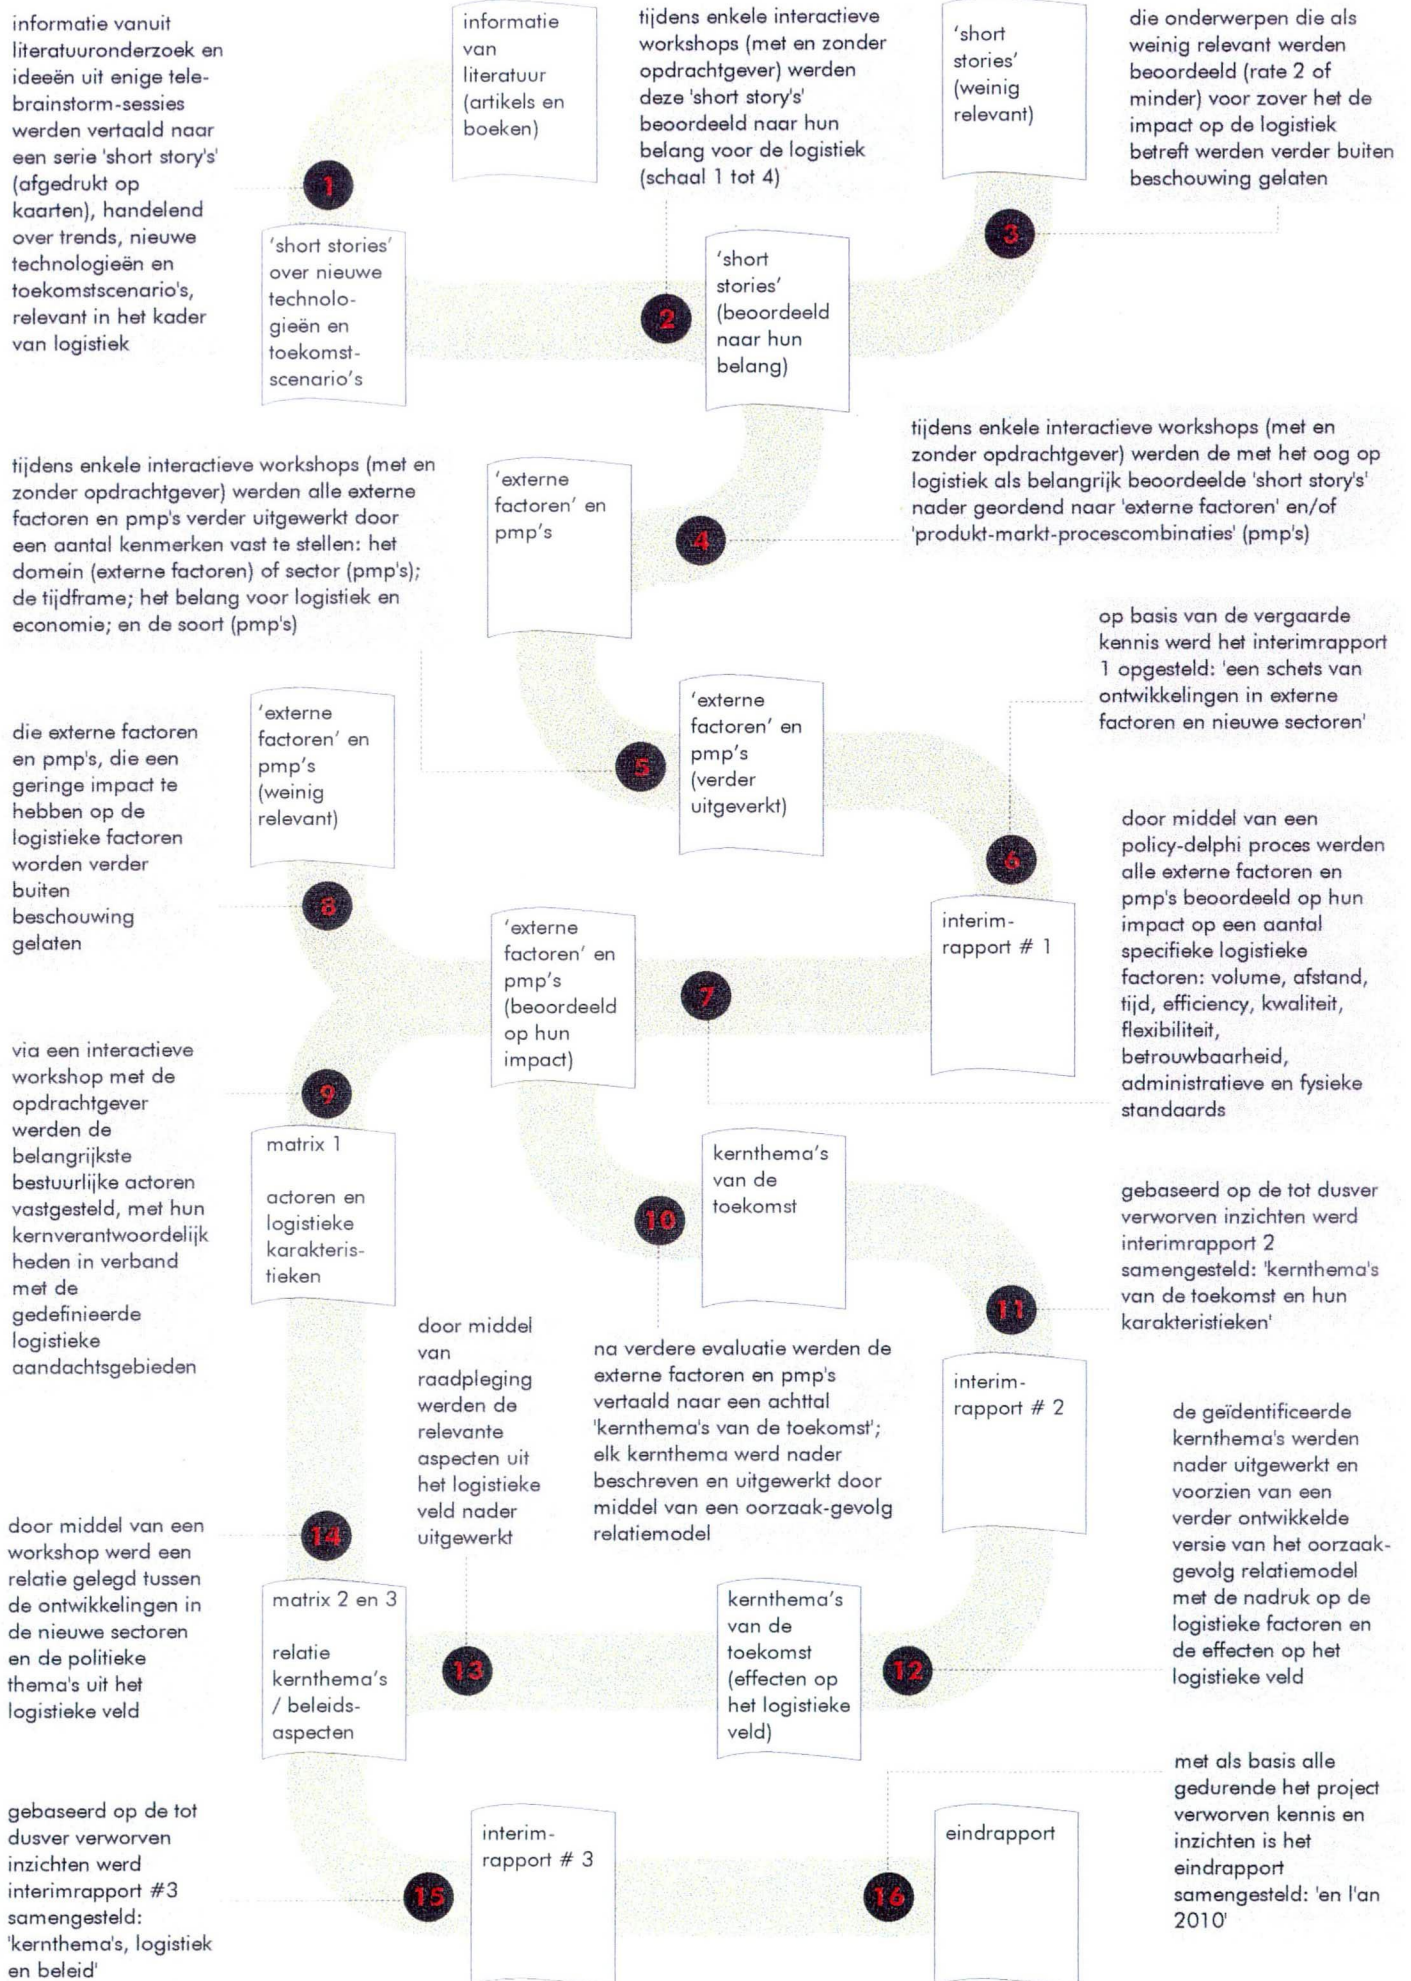 informatie vanuit
literatuuronderzoek en
ideeën uit enige tele-
brainstorm-sessies
werden vertaald naar
een serie 'short story's'
(afgedrukt op
kaarten), handelend
over trends, nieuwe
technologieën en
toekomstscenario's,
relevant in het kader
van logistiek
informatie
van
literatuur
(artikels en
boeken)
tijdens enkele interactieve
workshops (met en zonder
opdrachtgever) werden
deze 'short story's'
beoordeeld naar hun
belang voor de logistiek
(schaal 1 tot 4)
'short
stories'
(weinig
relevant)
die onderwerpen die als
weinig relevant werden
beoordeeld (rate 2 of
minder) voor zover het de
impact op de logistiek
betreft werden verder buiten
beschouwing gelaten
1
'short stories'
over nieuwe
technolo-
gieën en
toekomst-
scenario's
2
'short
stories'
(beoordeeld
naar hun
belang)
3
tijdens enkele interactieve workshops (met en
zonder opdrachtgever) werden de met het oog op
logistiek als belangrijk beoordeelde 'short story's'
nader geordend naar 'externe factoren' en/of
'produkt-markt-procescombinaties' (pmp's)
4
'externe
factoren' en
pmp's
tijdens enkele interactieve workshops (met en
zonder opdrachtgever) werden alle externe
factoren en pmp's verder uitgewerkt door
een aantal kenmerken vast te stellen: het
domein (externe factoren) of sector (pmp's);
de tijdframe; het belang voor logistiek en
economie; en de soort (pmp's)
5
'externe
factoren' en
pmp's
(verder
uitgeverkt)
op basis van de vergaarde
kennis werd het interimrapport
1 opgesteld: 'een schets van
ontwikkelingen in externe
factoren en nieuwe sectoren'
6
interim-
rapport # 1
door middel van een
policy-delphi proces werden
alle externe factoren en
pmp's beoordeeld op hun
impact op een aantal
specifieke logistieke
factoren: volume, afstand,
tijd, efficiency, kwaliteit,
flexibiliteit,
betrouwbaarheid,
administratieve en fysieke
standaards
7
'externe
factoren' en
pmp's
(beoordeeld
op hun
impact)
'externe
factoren' en
pmp's
(weinig
relevant)
8
die externe factoren
en pmp's, die een
geringe impact te
hebben op de
logistieke factoren
worden verder
buiten
beschouwing
gelaten
via een interactieve
workshop met de
opdrachtgever
werden de
belangrijkste
bestuurlijke actoren
vastgesteld, met hun
kernverantwoordelijk
heden in verband
met de
gedefinieerde
logistieke
aandachtsgebieden
9
matrix 1
actoren en
logistieke
karakteris-
tieken
10
kernthema's
van de
toekomst
na verdere evaluatie werden de
externe factoren en pmp's
vertaald naar een achttal
'kernthema's van de toekomst';
elk kernthema werd nader
beschreven en uitgewerkt door
middel van een oorzaak-gevolg
relatiemodel
gebaseerd op de tot dusver
verworven inzichten werd
interimrapport 2
samengesteld: 'kernthema's
van de toekomst en hun
karakteristieken'
11
interim-
rapport # 2
de geïdentificeerde
kernthema's werden
nader uitgewerkt en
voorzien van een
verder ontwikkelde
versie van het oorzaak-
gevolg relatiemodel
met de nadruk op de
logistieke factoren en
de effecten op het
logistieke veld
12
kernthema's
van de
toekomst
(effecten op
het logistieke
veld)
door middel
van
raadpleging
werden de
relevante
aspecten uit
het logistieke
veld nader
uitgewerkt
13
door middel van een
workshop werd een
relatie gelegd tussen
de ontwikkelingen in
de nieuwe sectoren
en de politieke
thema's uit het
logistieke veld
14
matrix 2 en 3
relatie
kernthema's
/ beleids-
aspecten
gebaseerd op de tot
dusver verworven
inzichten werd
interimrapport #3
samengesteld:
'kernthema's, logistiek
en beleid'
15
interim-
rapport # 3
16
eindrapport
met als basis alle
gedurende het project
verworven kennis en
inzichten is het
eindrapport
samengesteld: 'en l'an
2010'